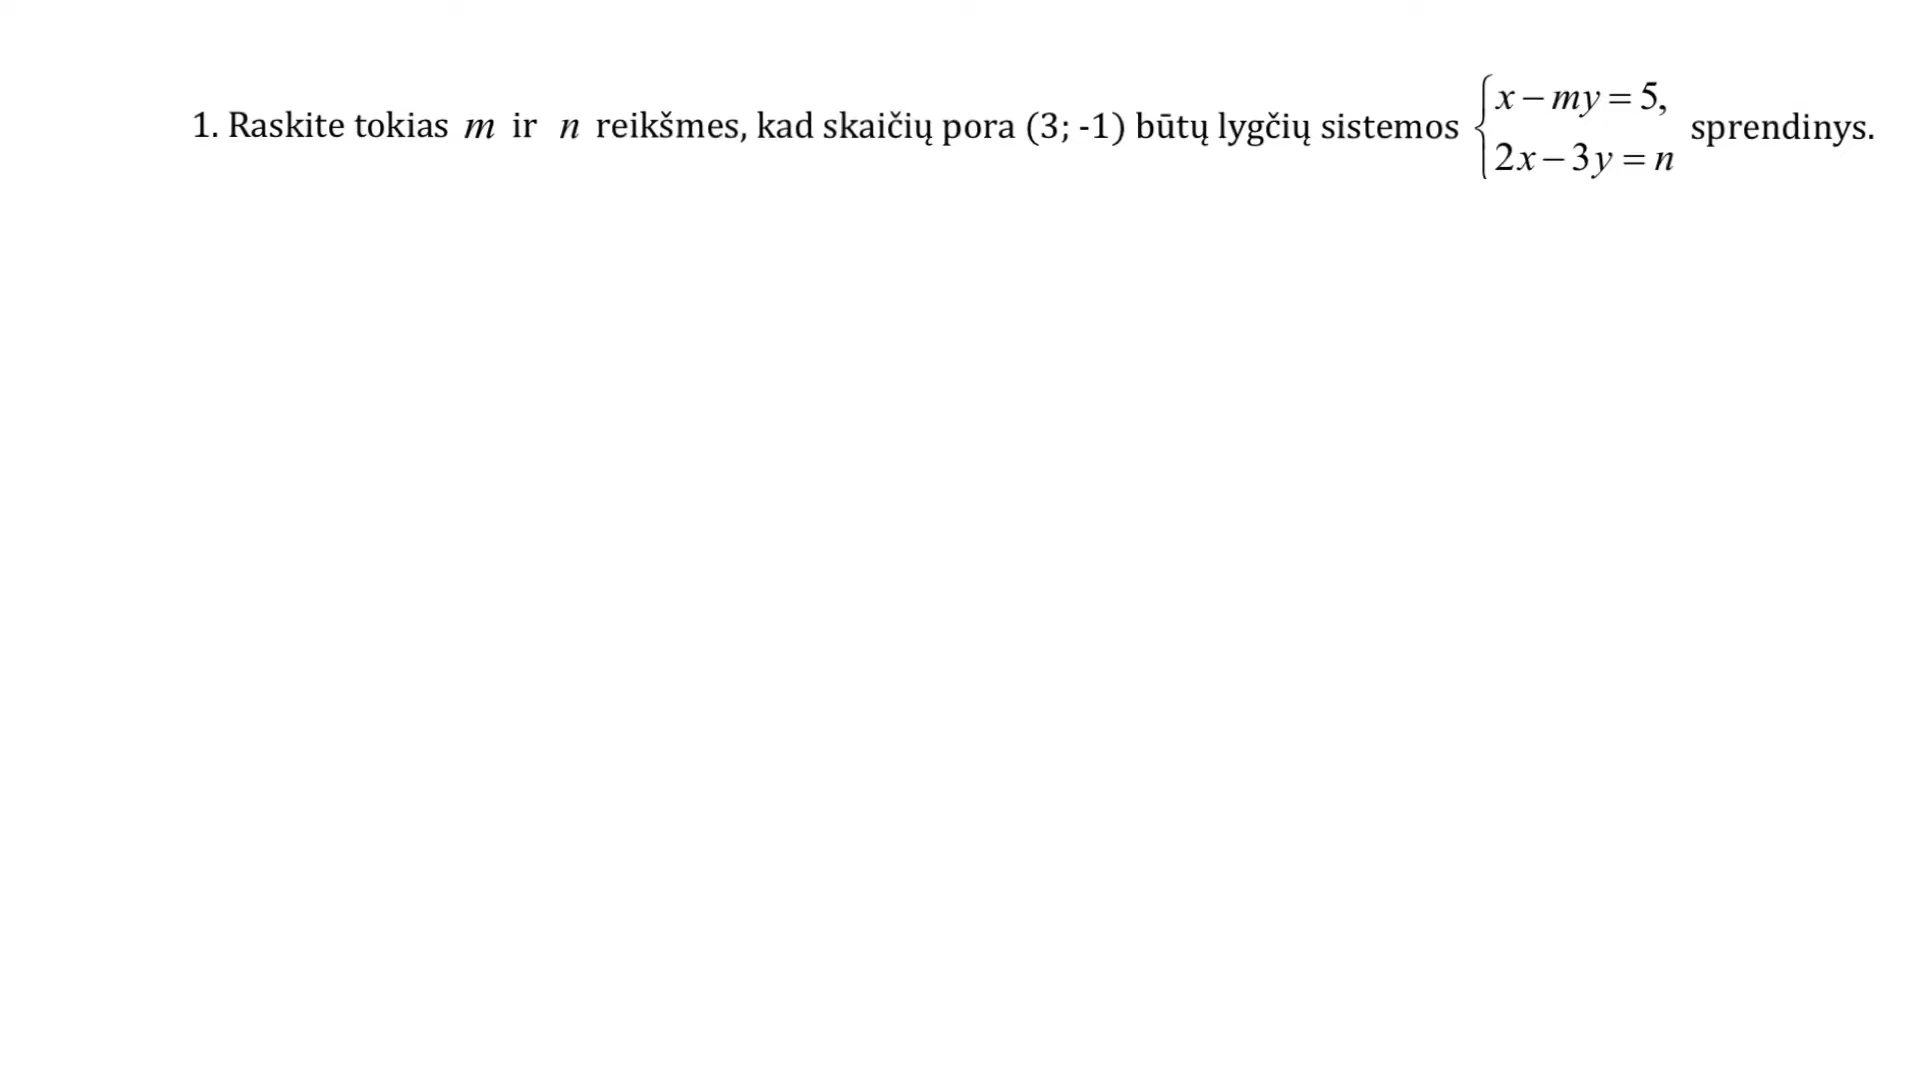 1. Raskite tokias m ir n reikšmes, kad skaičių pora (3; -1) būtų lygčių sistemos { x − my = 5, 2x − 3y = n sprendinys.